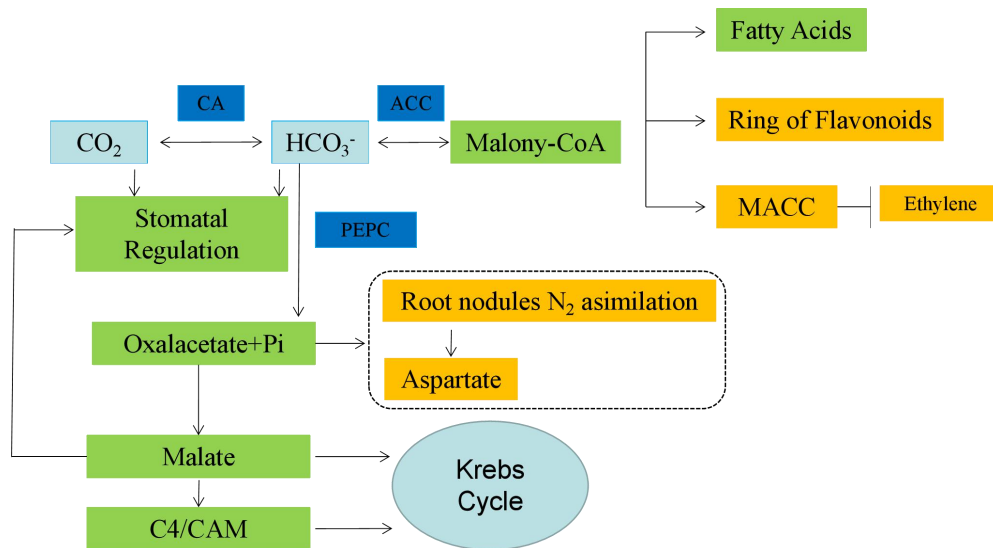 Fatty Acids
CA
ACC
Ring of Flavonoids
CO₂
HCO₃⁻
Malony-CoA
MACC
Ethylene
Stomatal
Regulation
PEPC
Root nodules N₂ asimilation
Oxalacetate+Pi
Aspartate
Malate
Krebs
Cycle
C4/CAM